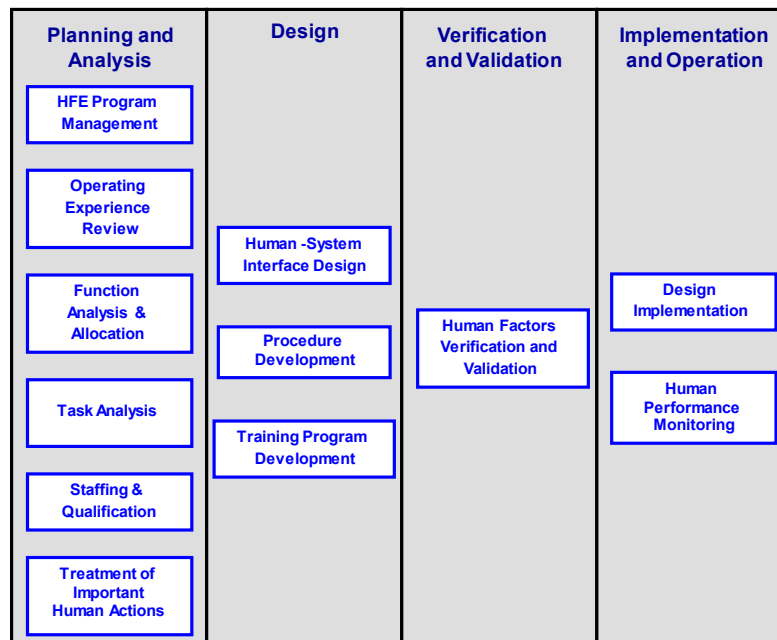 Planning and
Analysis
HFE Program
Management
Operating
Experience
Review
Function
Analysis &
Allocation
Task Analysis
Staffing &
Qualification
Treatment of
Important
Human Actions
Design
Human -System
Interface Design
Procedure
Development
Training Program
Development
Verification
and Validation
Human Factors
Verification and
Validation
Implementation
and Operation
Design
Implementation
Human
Performance
Monitoring